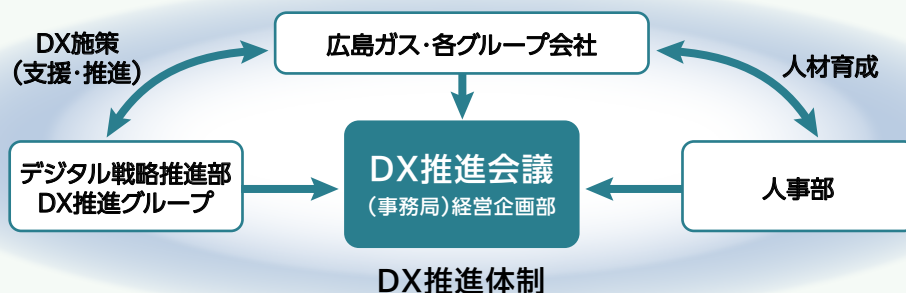 DX施策
(支援・推進)
広島ガス・各グループ会社
人材育成
デジタル戦略推進部
DX推進グループ
DX推進会議
(事務局)経営企画部
人事部
DX推進体制